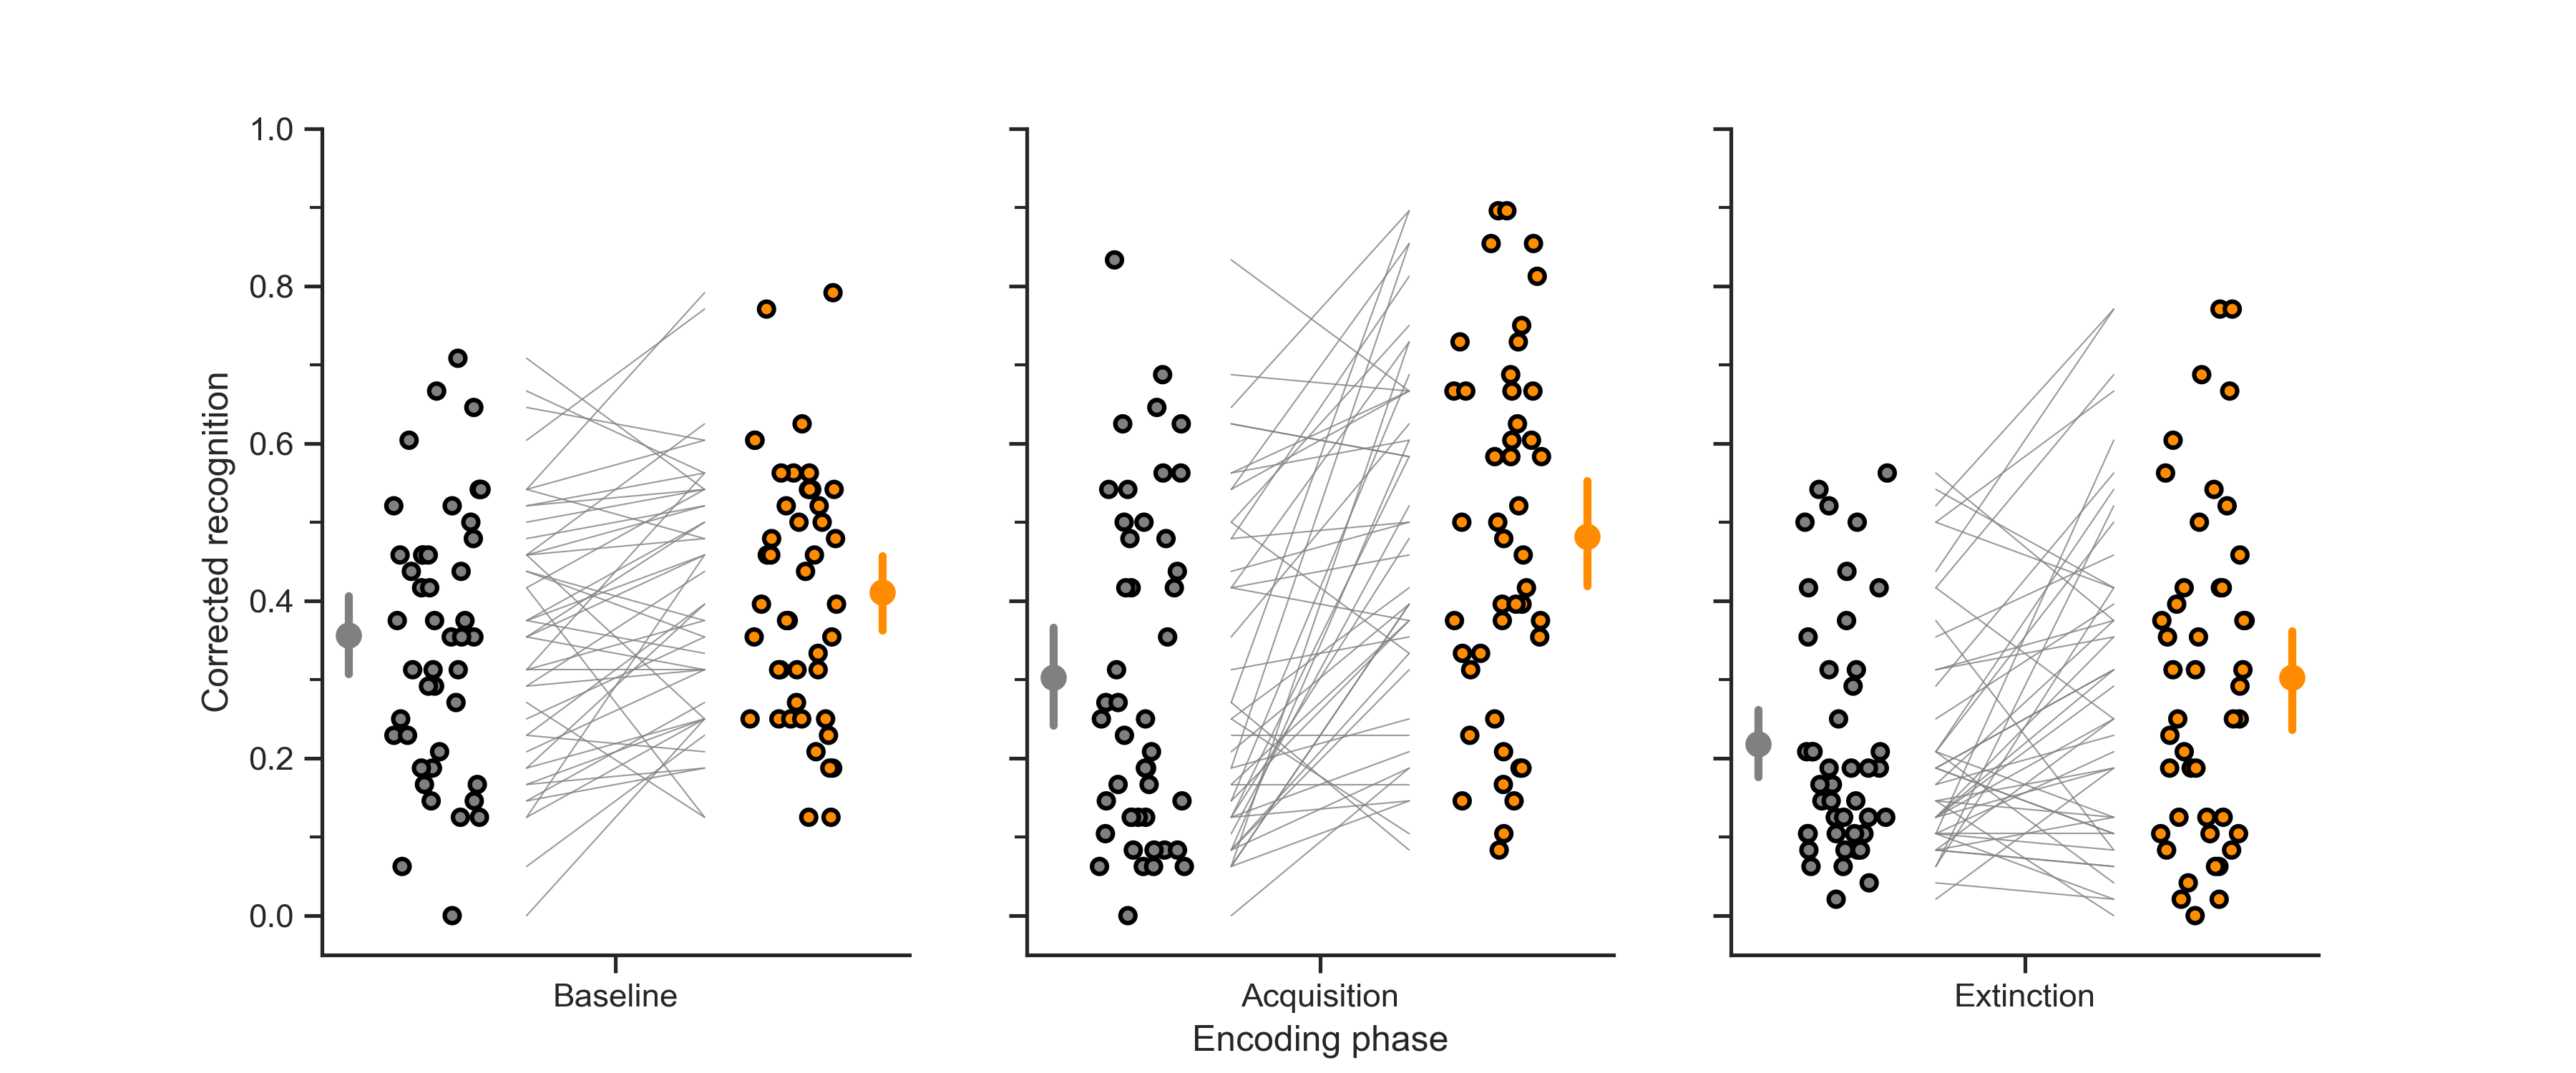 Corrected recognition
1.0
0.8
0.6
0.4
0.2
0.0
Baseline
Acquisition
Extinction
Encoding phase